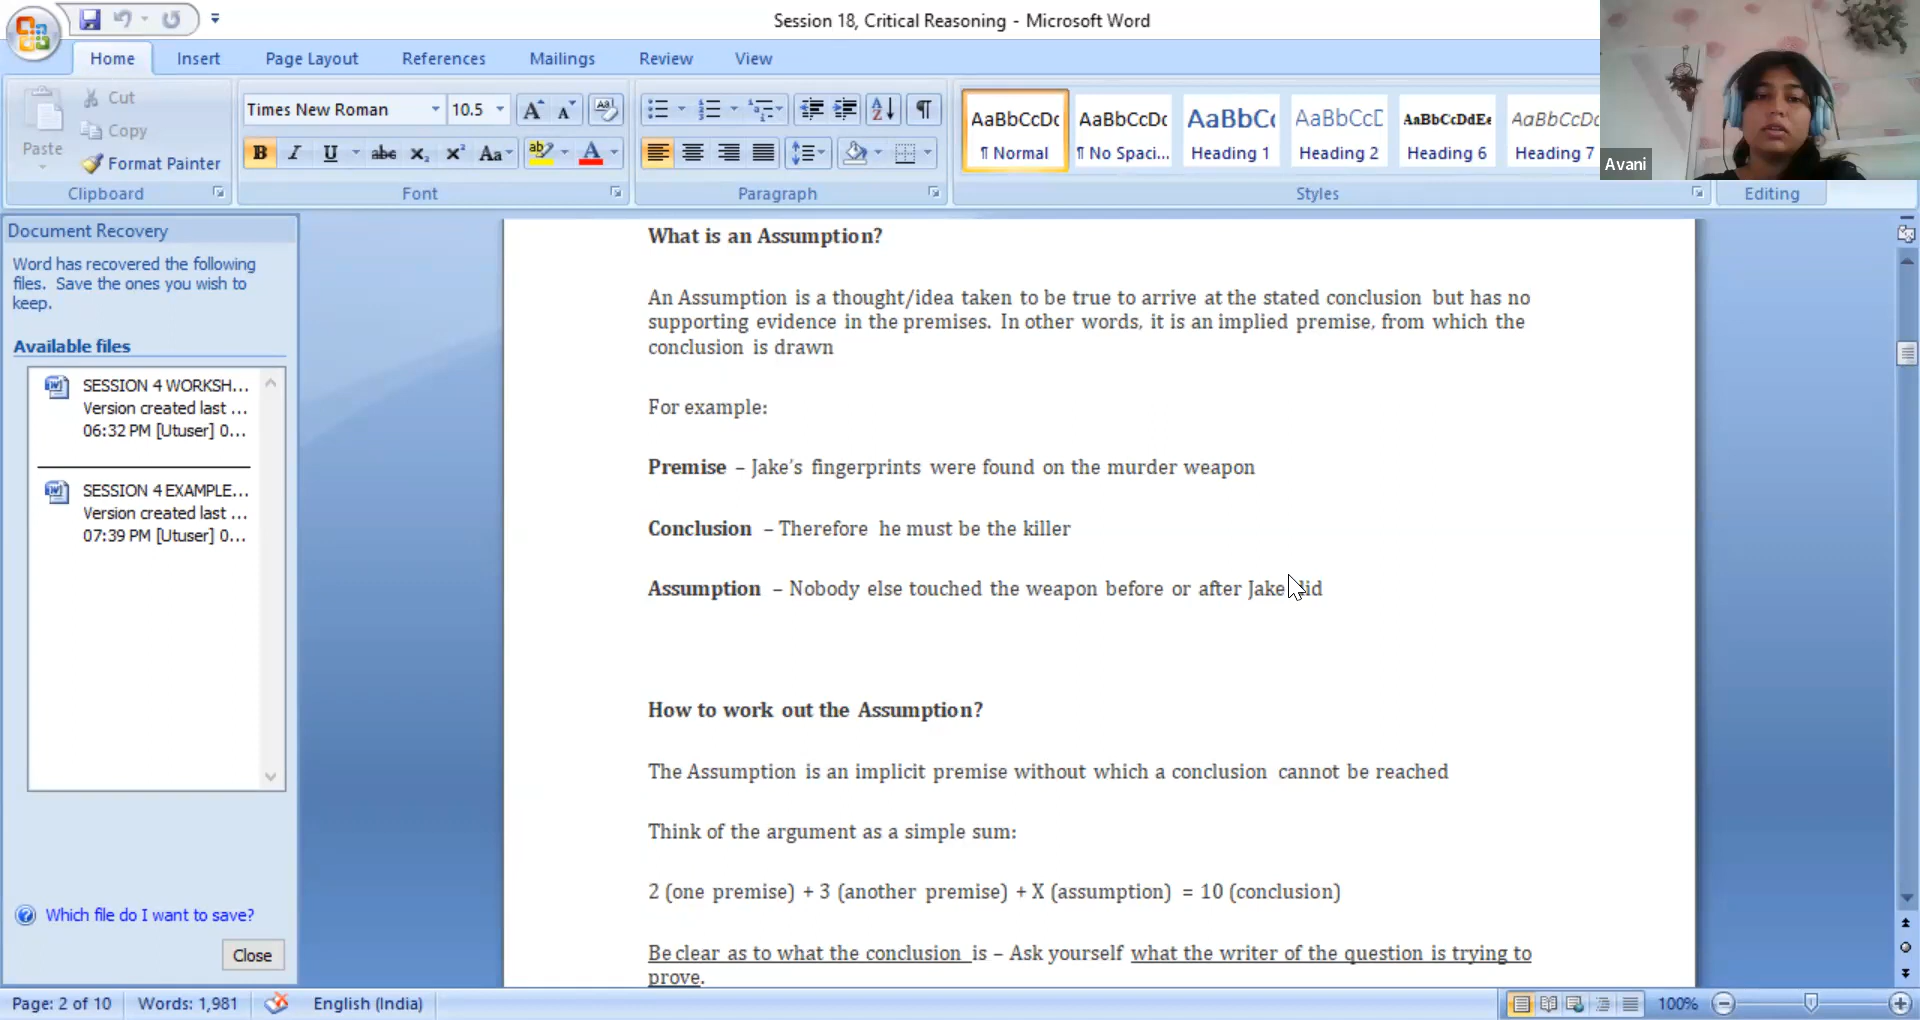 Session 18, Critical Reasoning - Microsoft Word
Home Insert Page Layout References Mailings Review View
Cut
Copy
Paste
Format Painter
Clipboard
Times New Roman 10.5
Font
Paragraph
AaBbCcDc AaBbCcDc AaBbC AaBbCcD AaBbCcDdEe AaBbCcDc
¶ Normal ¶ No Spaci... Heading 1 Heading 2 Heading 6 Heading 7
Styles
Editing
Avani
Document Recovery
Word has recovered the following
files. Save the ones you wish to
keep.
Available files
SESSION 4 WORKSH...
Version created last ...
06:32 PM [Utuser] 0...
SESSION 4 EXAMPLE...
Version created last ...
07:39 PM [Utuser] 0...
Which file do I want to save?
Close
What is an Assumption?
An Assumption is a thought/idea taken to be true to arrive at the stated conclusion but has no
supporting evidence in the premises. In other words, it is an implied premise, from which the
conclusion is drawn
For example:
Premise – Jake's fingerprints were found on the murder weapon
Conclusion – Therefore he must be the killer
Assumption – Nobody else touched the weapon before or after Jake did
How to work out the Assumption?
The Assumption is an implicit premise without which a conclusion cannot be reached
Think of the argument as a simple sum:
2 (one premise) + 3 (another premise) + X (assumption) = 10 (conclusion)
Be clear as to what the conclusion is – Ask yourself what the writer of the question is trying to
prove.
Page: 2 of 10 Words: 1,981 English (India) 100%